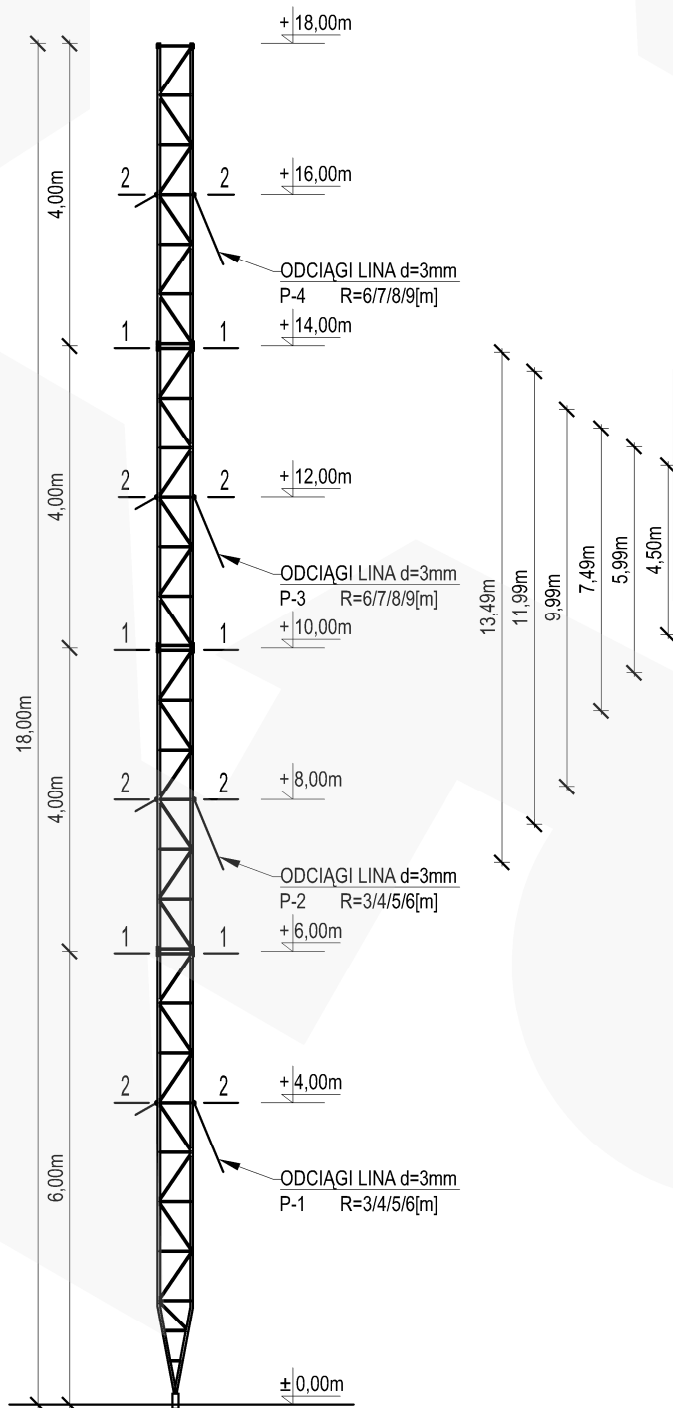 + 18,00m
4,00m
2 2
+ 16,00m
ODCIĄGI LINA d=3mm
P-4 R=6/7/8/9[m]
1 1
+ 14,00m
4,00m
2 2
+ 12,00m
ODCIĄGI LINA d=3mm
P-3 R=6/7/8/9[m]
1 1
+ 10,00m
13,49m
11,99m
9,99m
7,49m
5,99m
4,50m
18,00m
4,00m
2 2
+ 8,00m
ODCIĄGI LINA d=3mm
P-2 R=3/4/5/6[m]
1 1
+ 6,00m
6,00m
2 2
+ 4,00m
ODCIĄGI LINA d=3mm
P-1 R=3/4/5/6[m]
± 0,00m